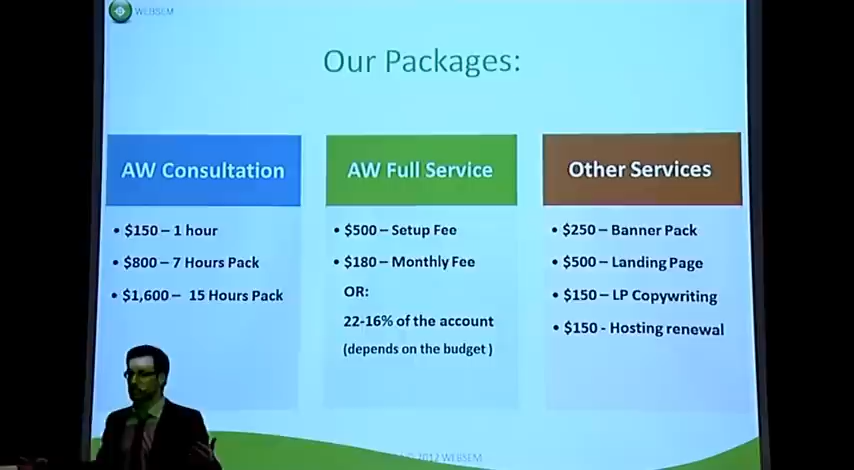 WEBSEM
Our Packages:
AW Consultation
• $150 – 1 hour
• $800 – 7 Hours Pack
• $1,600 – 15 Hours Pack
AW Full Service
• $500 – Setup Fee
• $180 – Monthly Fee
OR:
22-16% of the account
(depends on the budget )
Other Services
• $250 – Banner Pack
• $500 – Landing Page
• $150 – LP Copywriting
• $150 - Hosting renewal
© 2012 WEBSEM